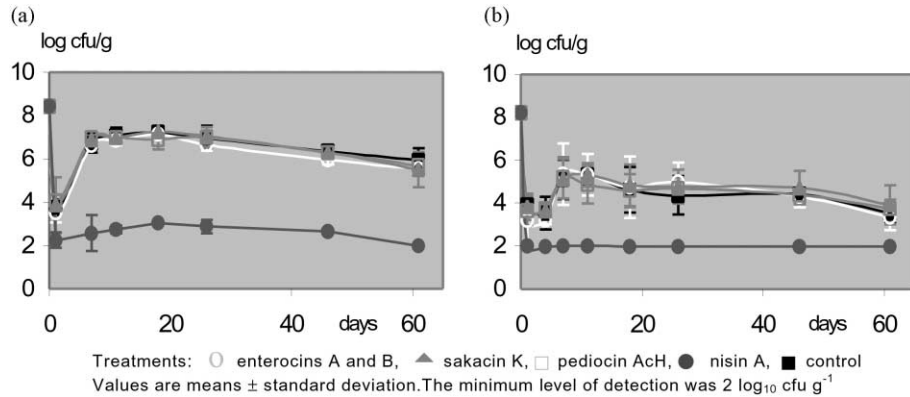 (a) (b)
log cfu/g log cfu/g
10 10
8 8
6 6
4 4
2 2
0 0
0 20 40 days 60 0 20 40 days 60
Treatments: enterocins A and B, sakacin K, pediocin AcH, nisin A, control
Values are means ± standard deviation.The minimum level of detection was 2 log₁₀ cfu g⁻¹